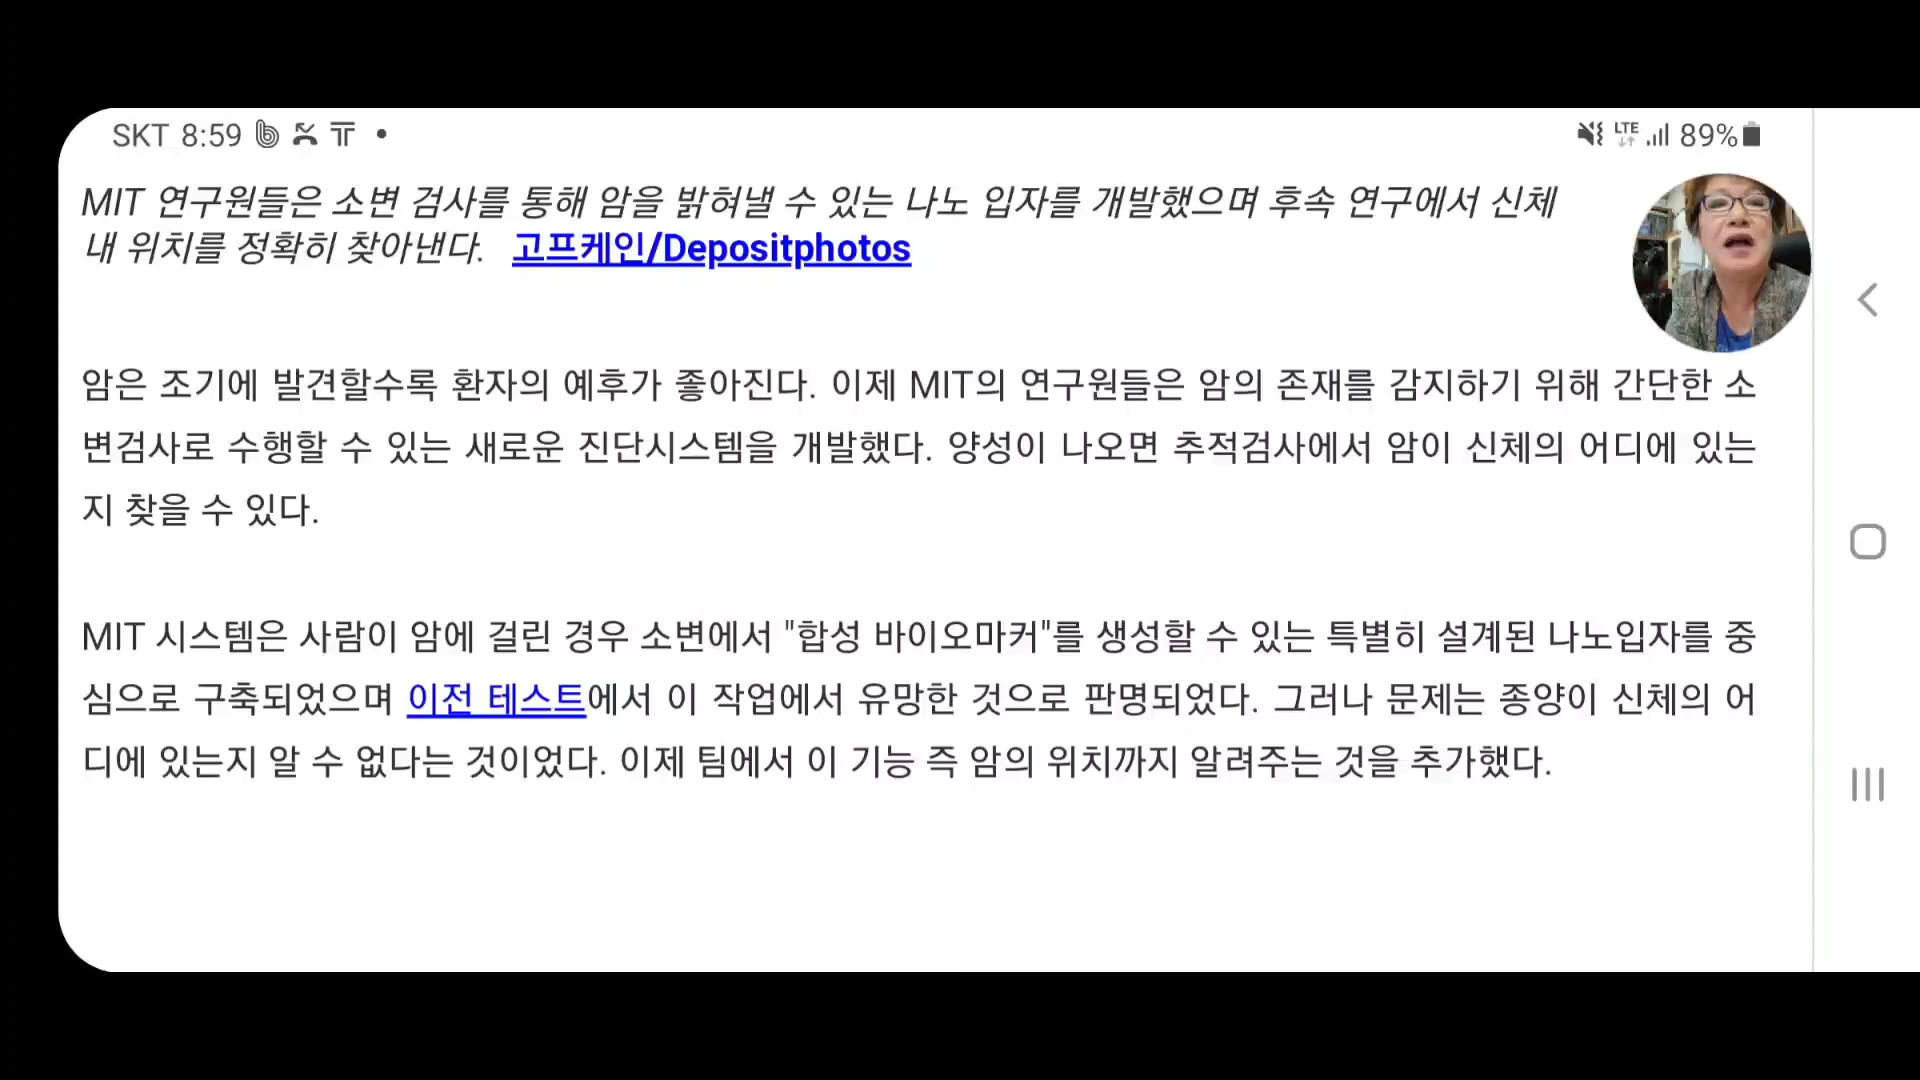 SKT 8:59
LTE 89%
MIT 연구원들은 소변 검사를 통해 암을 밝혀낼 수 있는 나노 입자를 개발했으며 후속 연구에서 신체
내 위치를 정확히 찾아낸다. 고프케인/Depositphotos
암은 조기에 발견할수록 환자의 예후가 좋아진다. 이제 MIT의 연구원들은 암의 존재를 감지하기 위해 간단한 소
변검사로 수행할 수 있는 새로운 진단시스템을 개발했다. 양성이 나오면 추적검사에서 암이 신체의 어디에 있는
지 찾을 수 있다.
MIT 시스템은 사람이 암에 걸린 경우 소변에서 "합성 바이오마커"를 생성할 수 있는 특별히 설계된 나노입자를 중
심으로 구축되었으며 이전 테스트에서 이 작업에서 유망한 것으로 판명되었다. 그러나 문제는 종양이 신체의 어
디에 있는지 알 수 없다는 것이었다. 이제 팀에서 이 기능 즉 암의 위치까지 알려주는 것을 추가했다.